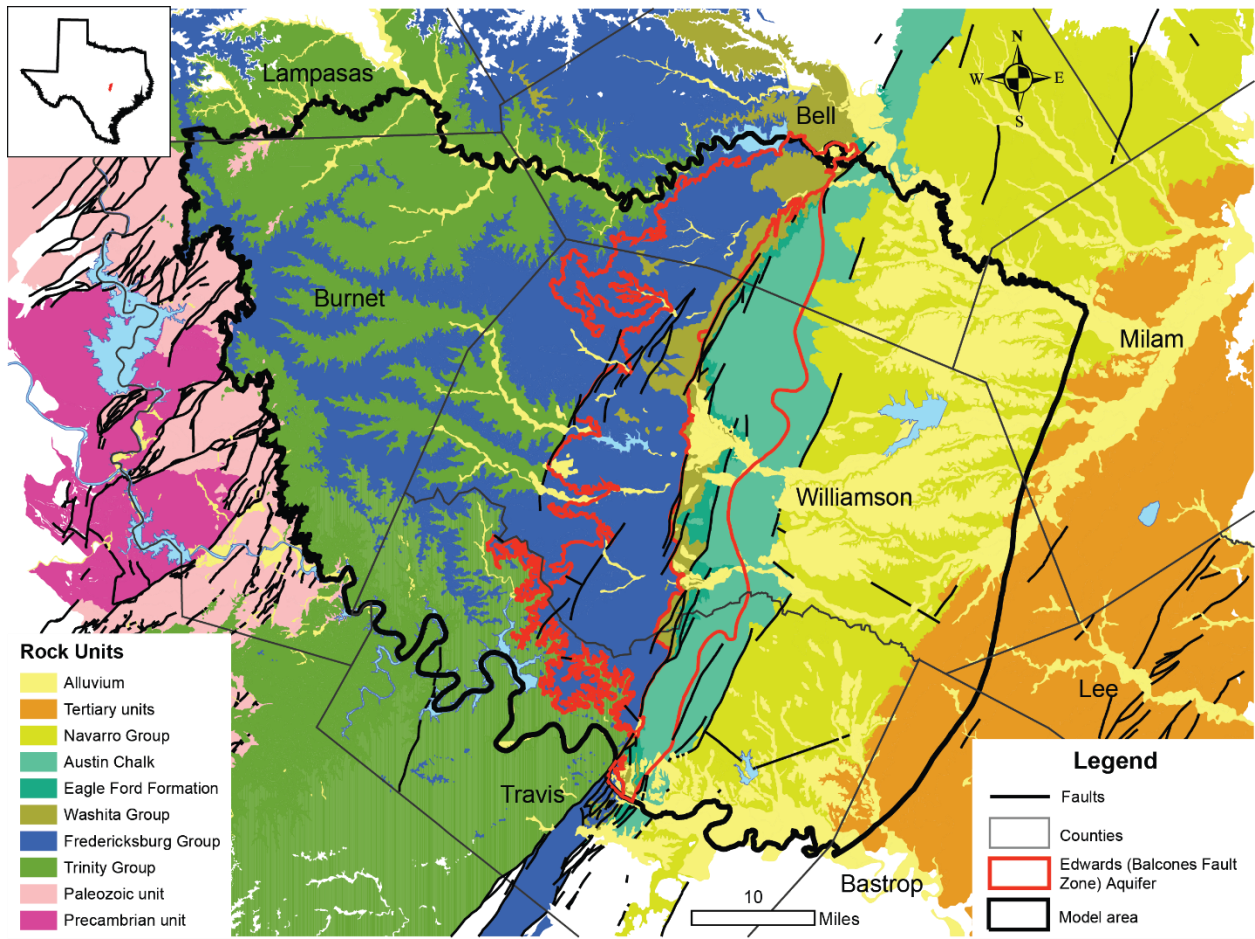 Lampasas
N
W
E
S
Bell
Burnet
Milam
Williamson
Lee
Travis
Bastrop
Rock Units
Alluvium
Tertiary units
Navarro Group
Austin Chalk
Eagle Ford Formation
Washita Group
Fredericksburg Group
Trinity Group
Paleozoic unit
Precambrian unit
10
Miles
Legend
Faults
Counties
Edwards (Balcones Fault
Zone) Aquifer
Model area